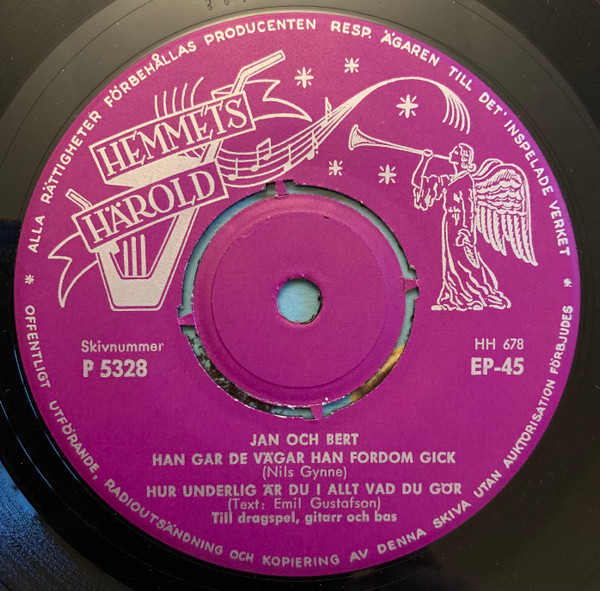 * ALLA RÄTTIGHETER FÖRBEHÅLLAS PRODUCENTEN RESP. ÄGAREN TILL DET INSPELADE VERKET *
HEMMETS
HÄROLD
Skivnummer
P 5328
HH 678
EP-45
JAN OCH BERT
HAN GAR DE VÄGAR HAN FORDOM GICK
(Nils Gynne)
HUR UNDERLIG ÄR DU I ALLT VAD DU GÖR
(Text: Emil Gustafson)
Till dragspel, gitarr och bas
OFFENTLIGT UTFÖRANDE, RADIOUTSÄNDNING OCH KOPIERING AV DENNA SKIVA UTAN AUKTORISATION FÖRBJUDES